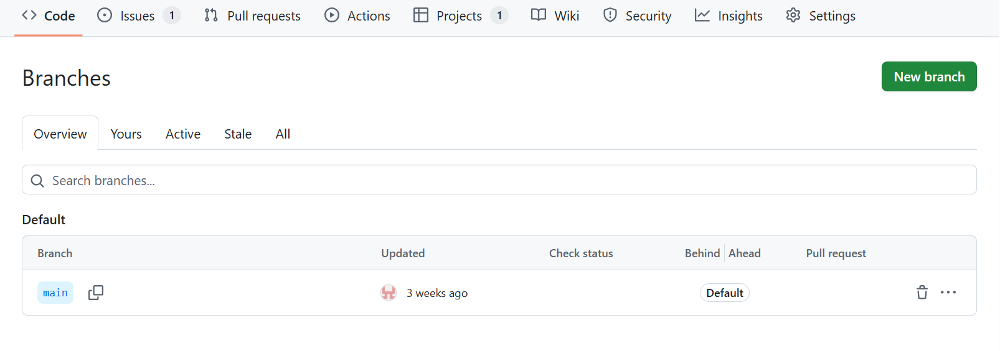 Code Issues 1 Pull requests Actions Projects 1 Wiki Security Insights Settings
Branches
New branch
Overview Yours Active Stale All
Search branches...
Default
Branch Updated Check status Behind Ahead Pull request
main 3 weeks ago Default